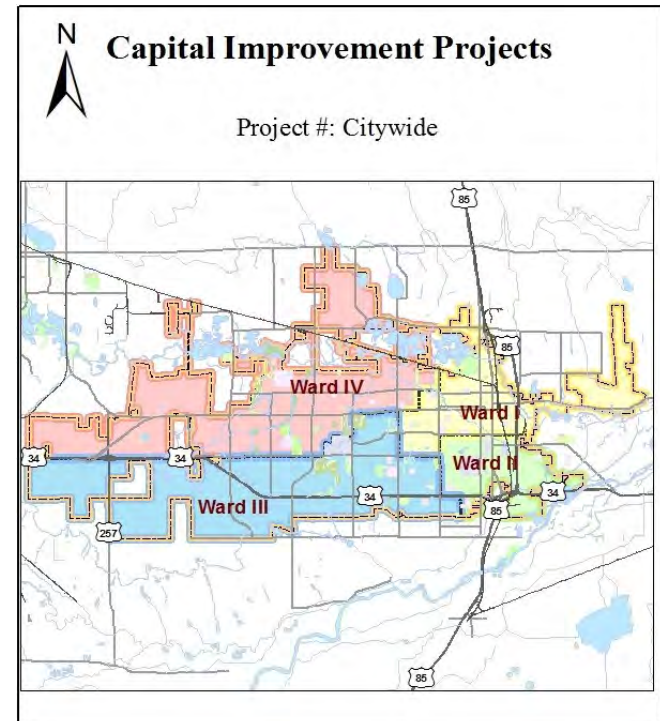 N
Capital Improvement Projects
Project #: Citywide
85
85
Ward IV
Ward I
34
34
Ward II
Ward III
34
34
85
257
85